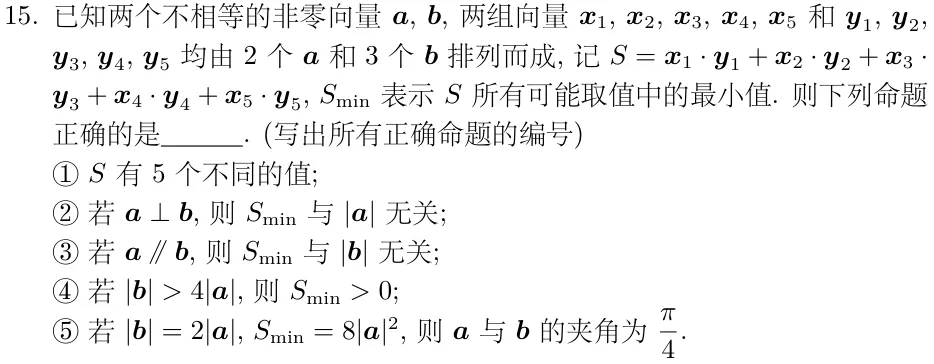 15. 已知两个不相等的非零向量 a, b, 两组向量 x₁, x₂, x₃, x₄, x₅ 和 y₁, y₂,
y₃, y₄, y₅ 均由 2 个 a 和 3 个 b 排列而成, 记 S = x₁ · y₁ + x₂ · y₂ + x₃ ·
y₃ + x₄ · y₄ + x₅ · y₅, Smin 表示 S 所有可能取值中的最小值. 则下列命题
正确的是______. (写出所有正确命题的编号)
① S 有 5 个不同的值;
② 若 a ⊥ b, 则 Smin 与 |a| 无关;
③ 若 a ∥ b, 则 Smin 与 |b| 无关;
④ 若 |b| > 4|a|, 则 Smin > 0;
⑤ 若 |b| = 2|a|, Smin = 8|a|², 则 a 与 b 的夹角为 π/4.